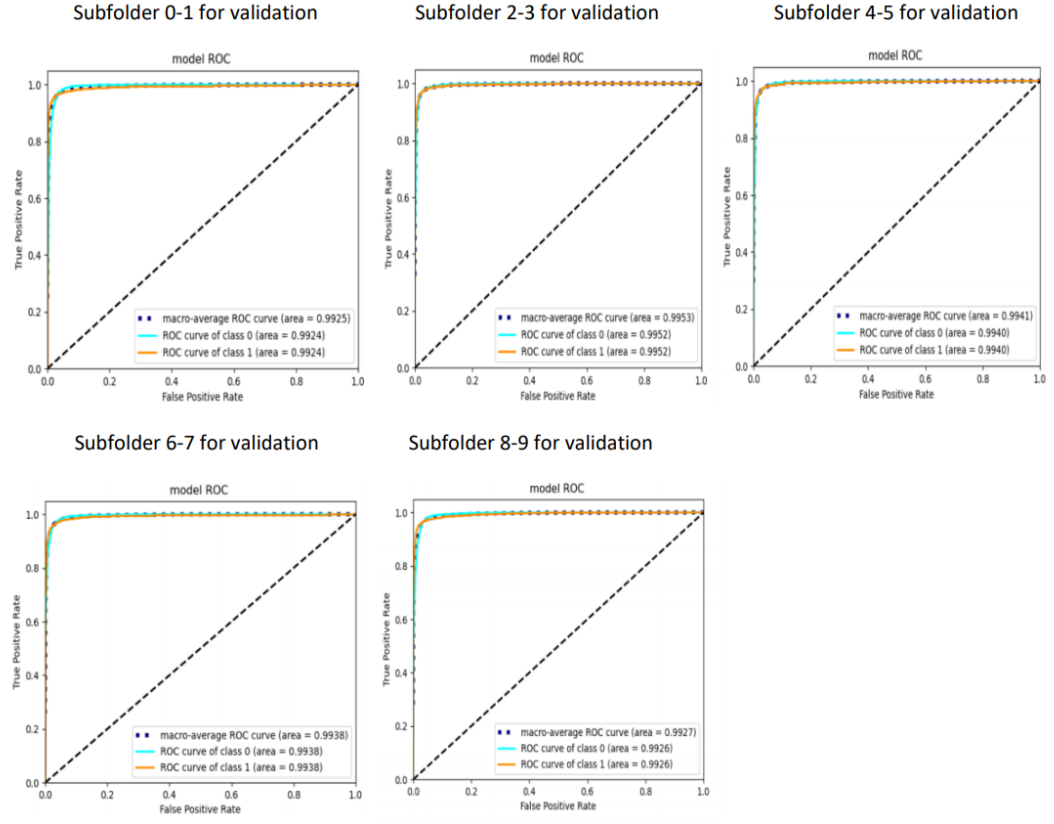 Subfolder 0-1 for validation
model ROC
True Positive Rate
1.0
0.8
0.6
0.4
0.2
0.0
macro-average ROC curve (area = 0.9925)
ROC curve of class 0 (area = 0.9924)
ROC curve of class 1 (area = 0.9924)
0.0 0.2 0.4 0.6 0.8 1.0
False Positive Rate
Subfolder 2-3 for validation
model ROC
True Positive Rate
1.0
0.8
0.6
0.4
0.2
0.0
macro-average ROC curve (area = 0.9953)
ROC curve of class 0 (area = 0.9952)
ROC curve of class 1 (area = 0.9952)
0.0 0.2 0.4 0.6 0.8 1.0
False Positive Rate
Subfolder 4-5 for validation
model ROC
True Positive Rate
1.0
0.8
0.6
0.4
0.2
0.0
macro-average ROC curve (area = 0.9941)
ROC curve of class 0 (area = 0.9940)
ROC curve of class 1 (area = 0.9940)
0.0 0.2 0.4 0.6 0.8 1.0
False Positive Rate
Subfolder 6-7 for validation
model ROC
True Positive Rate
1.0
0.8
0.6
0.4
0.2
0.0
macro-average ROC curve (area = 0.9938)
ROC curve of class 0 (area = 0.9938)
ROC curve of class 1 (area = 0.9938)
0.0 0.2 0.4 0.6 0.8 1.0
False Positive Rate
Subfolder 8-9 for validation
model ROC
True Positive Rate
1.0
0.8
0.6
0.4
0.2
0.0
macro-average ROC curve (area = 0.9927)
ROC curve of class 0 (area = 0.9926)
ROC curve of class 1 (area = 0.9926)
0.0 0.2 0.4 0.6 0.8 1.0
False Positive Rate